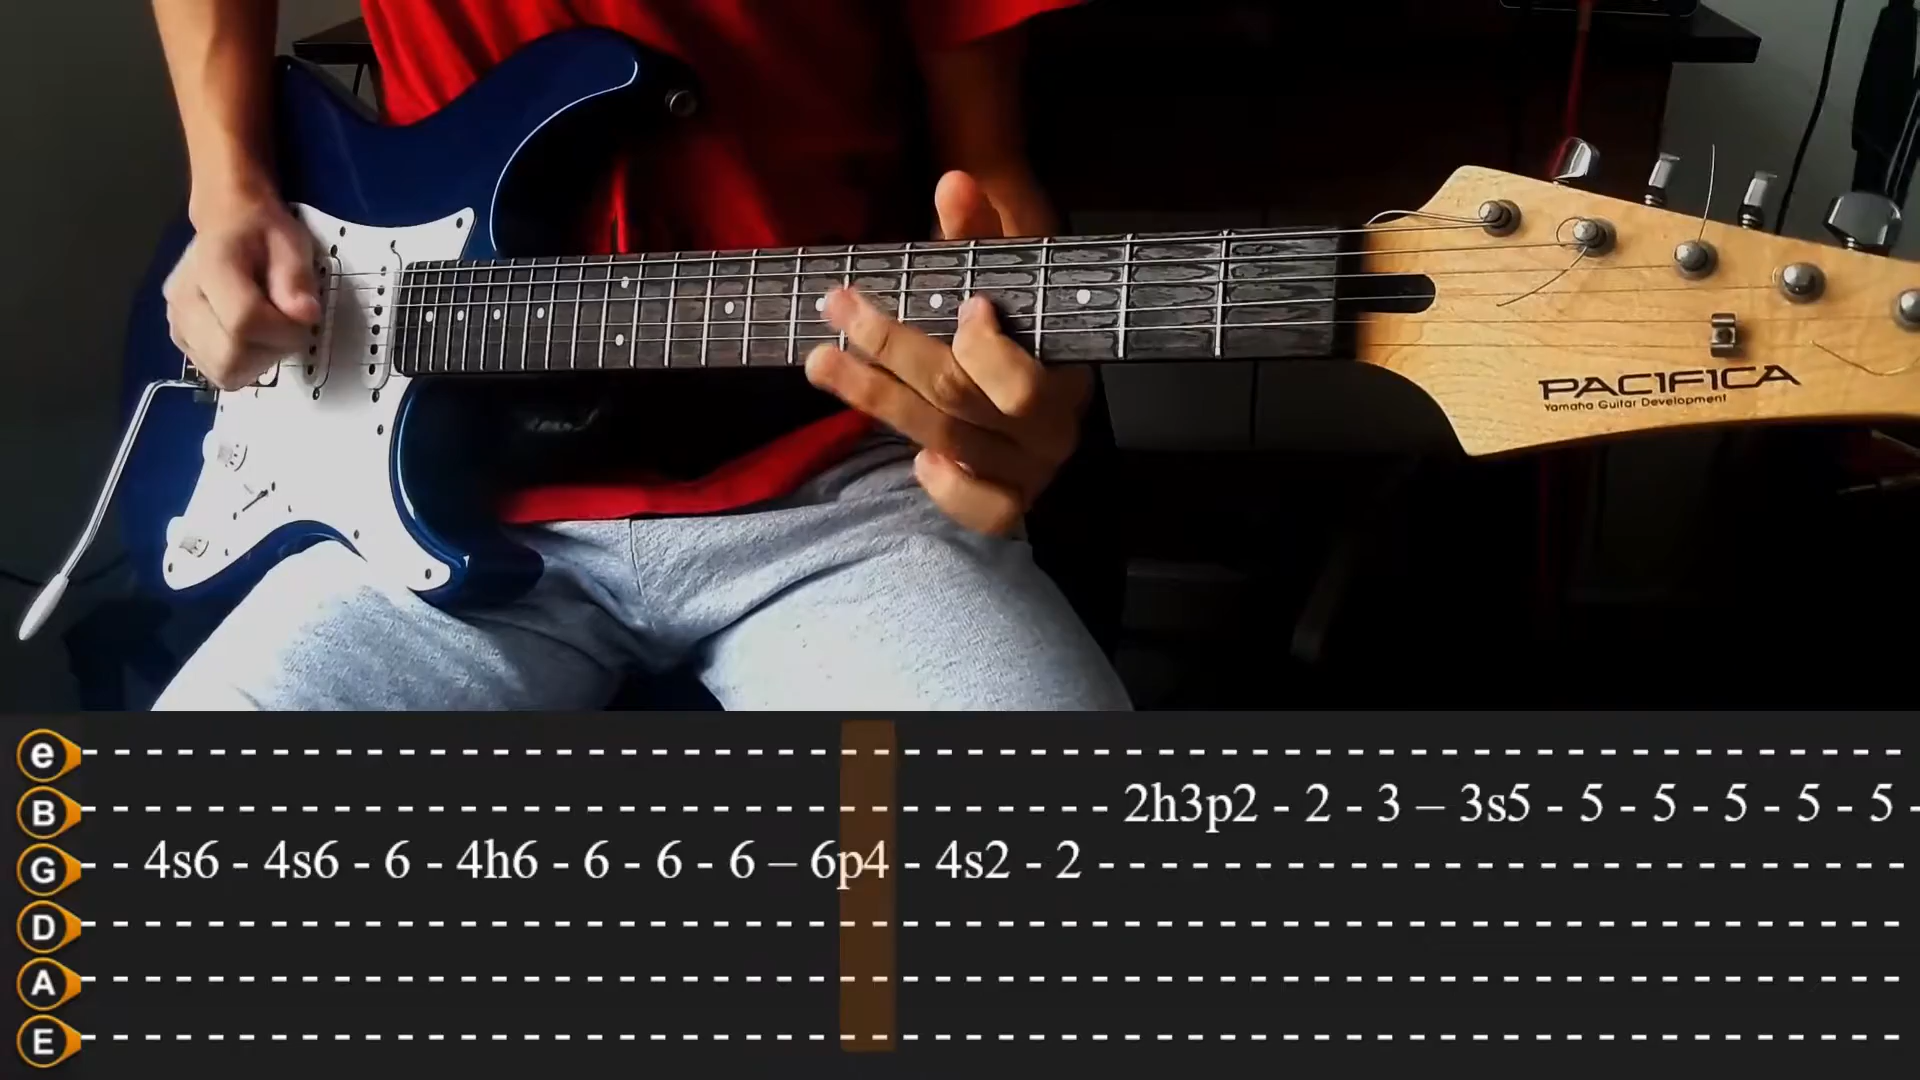 PACIFICA
Yamaha Guitar Development
e - - - - - - - - - - - - - - - - - - - - - - - - - - - - - - - - - - - - - - - - - - - - - - - - - - - - - - - - -
B - - - - - - - - - - - - - - - - - - - - - - - - - - - - - - - - 2h3p2 - 2 - 3 – 3s5 - 5 - 5 - 5 - 5 - 5 -
G - - 4s6 - 4s6 - 6 - 4h6 - 6 - 6 - 6 – 6p4 - 4s2 - 2 - - - - - - - - - - - - - - - - - - - - - - - - - -
D - - - - - - - - - - - - - - - - - - - - - - - - - - - - - - - - - - - - - - - - - - - - - - - - - - - - - - - - -
A - - - - - - - - - - - - - - - - - - - - - - - - - - - - - - - - - - - - - - - - - - - - - - - - - - - - - - - - -
E - - - - - - - - - - - - - - - - - - - - - - - - - - - - - - - - - - - - - - - - - - - - - - - - - - - - - - - - -